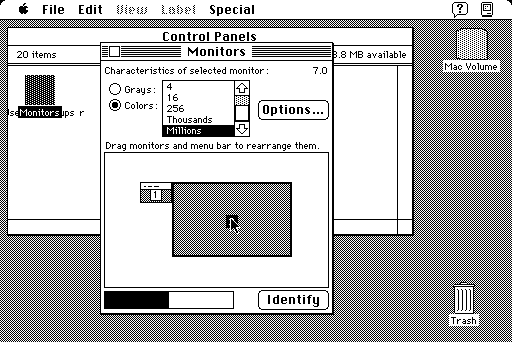 File Edit View Label Special
Control Panels
20 items
3.8 MB available
Monitors
Characteristics of selected monitor: 7.0
Grays:
Colors:
4
16
256
Thousands
Millions
Options...
Drag monitors and menu bar to rearrange them.
1
Identify
Monitors
ups r
Mac Volume
Trash